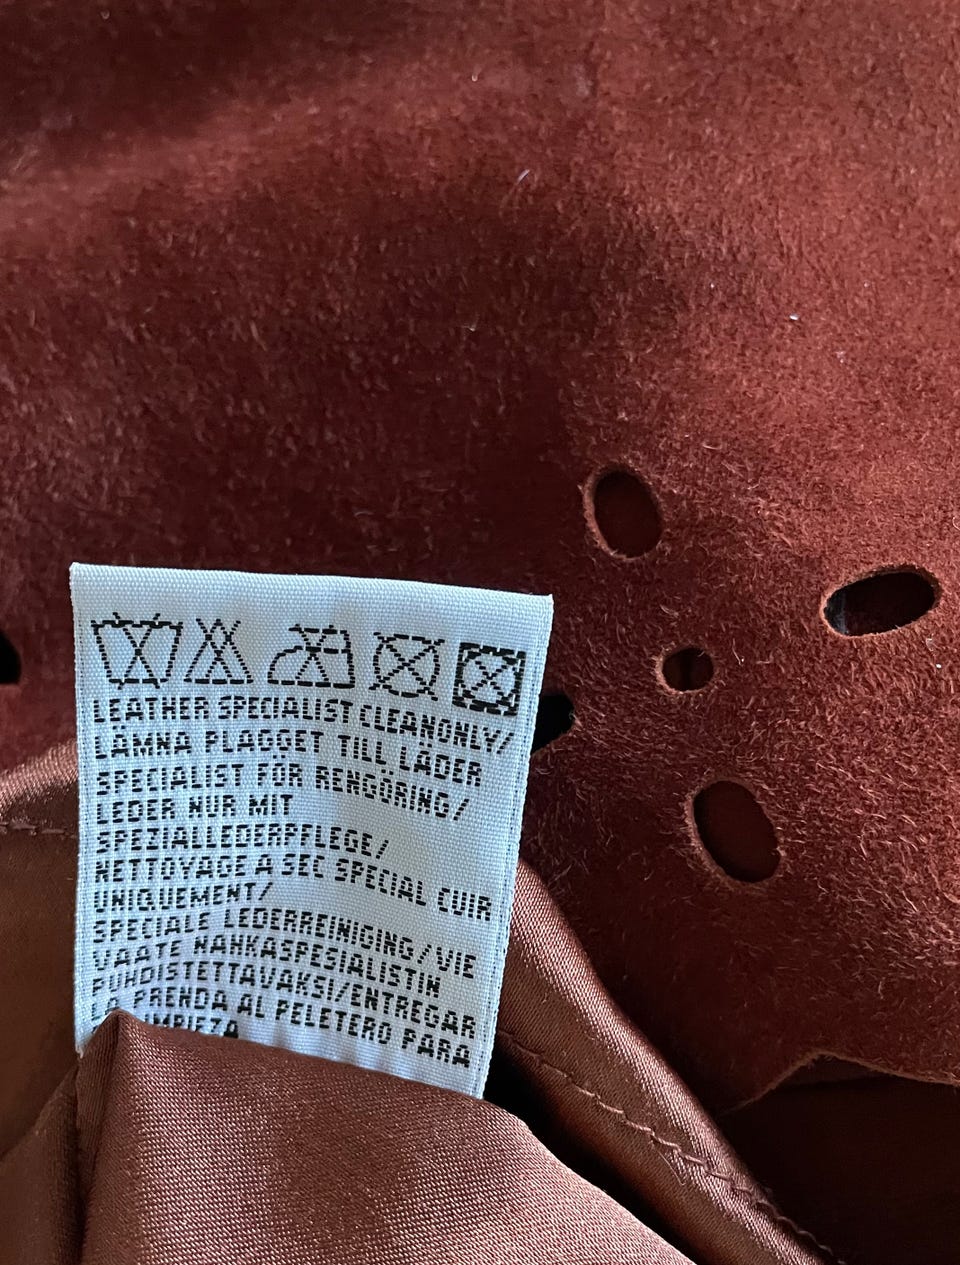 LEATHER SPECIALIST CLEANONLY/
LÄMNA PLAGGET TILL LÄDER
SPECIALIST FÖR RENGÖRING/
LEDER NUR MIT
SPEZIALLEDERPFLEGE/
NETTOYAGE A SEC SPECIAL CUIR
UNIQUEMENT/
SPECIALE LEDERREINIGING/VIE
VAATE NAHKASPESIALISTIN
PUHDISTETTAVAKSI/ENTREGAR
PRENDA AL PELETERO PARA